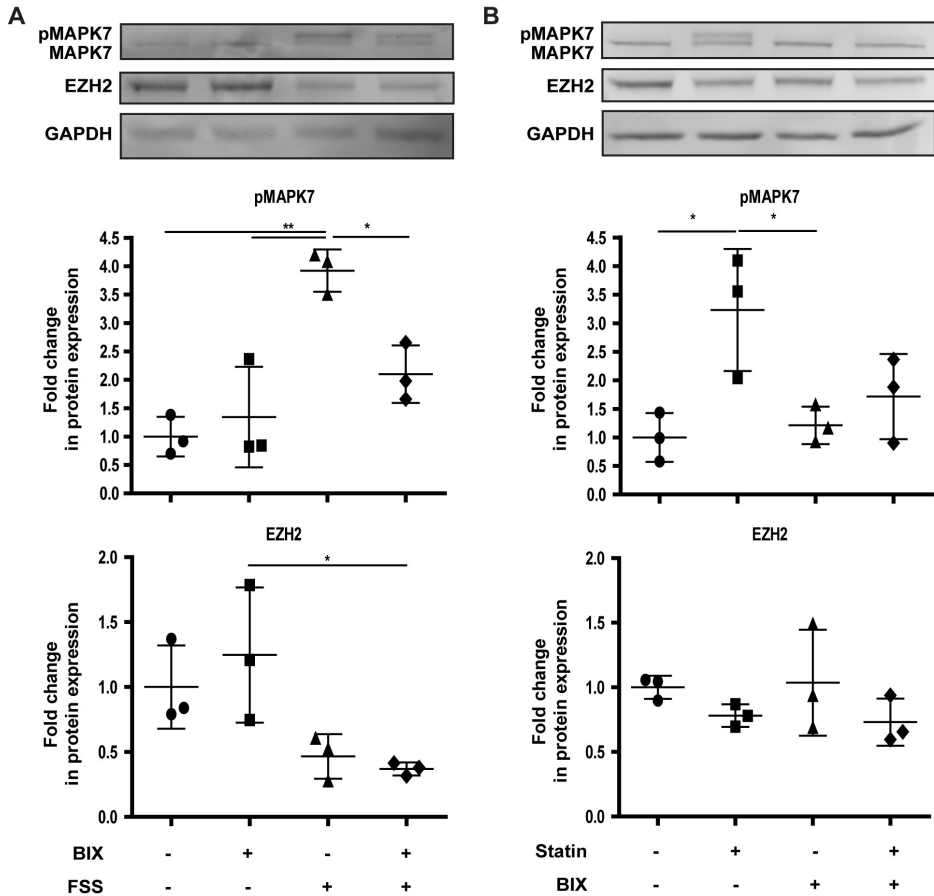 A
pMAPK7
MAPK7
EZH2
GAPDH
pMAPK7
** *
Fold change
in protein expression
4.5
4.0
3.5
3.0
2.5
2.0
1.5
1.0
0.5
0.0
EZH2
*
Fold change
in protein expression
2.0
1.5
1.0
0.5
0.0
BIX - + - +
FSS - - + +
B
pMAPK7
MAPK7
EZH2
GAPDH
pMAPK7
* *
Fold change
in protein expression
4.5
4.0
3.5
3.0
2.5
2.0
1.5
1.0
0.5
0.0
EZH2
Fold change
in protein expression
2.0
1.5
1.0
0.5
0.0
Statin - + - +
BIX - - + +